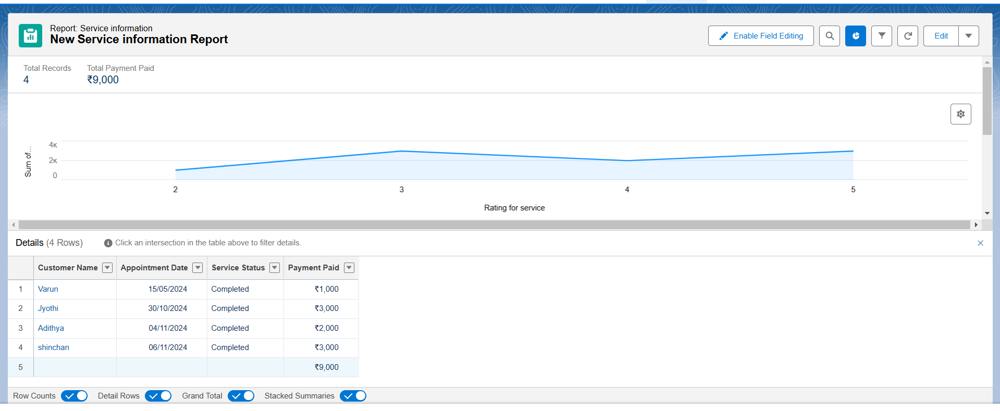 Report: Service information
New Service information Report
Enable Field Editing
Edit
Total Records Total Payment Paid
4 ₹9,000
Sum of...
4K
2K
0
2 3 4 5
Rating for service
Details (4 Rows) Click an intersection in the table above to filter details.
Customer Name Appointment Date Service Status Payment Paid
1 Varun 15/05/2024 Completed ₹1,000
2 Jyothi 30/10/2024 Completed ₹3,000
3 Adithya 04/11/2024 Completed ₹2,000
4 shinchan 06/11/2024 Completed ₹3,000
5 ₹9,000
Row Counts Detail Rows Grand Total Stacked Summaries